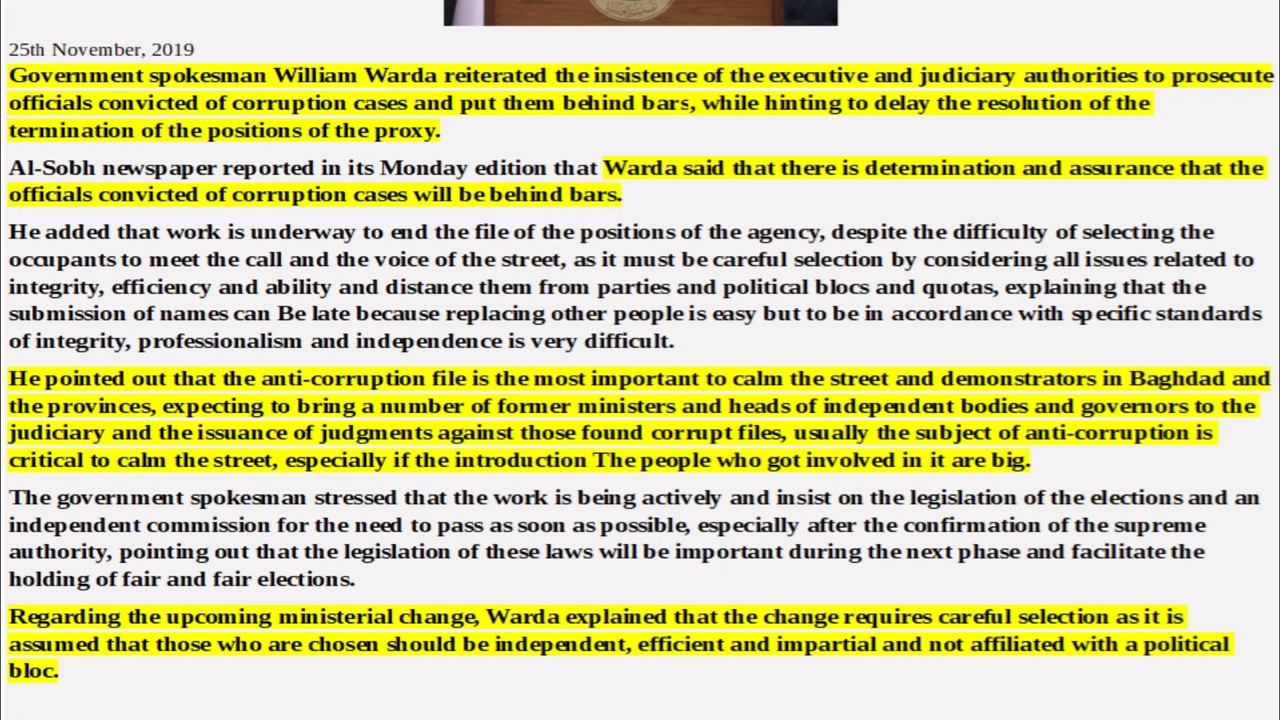 25th November, 2019
Government spokesman William Warda reiterated the insistence of the executive and judiciary authorities to prosecute
officials convicted of corruption cases and put them behind bars, while hinting to delay the resolution of the
termination of the positions of the proxy.
Al-Sobh newspaper reported in its Monday edition that Warda said that there is determination and assurance that the
officials convicted of corruption cases will be behind bars.
He added that work is underway to end the file of the positions of the agency, despite the difficulty of selecting the
occupants to meet the call and the voice of the street, as it must be careful selection by considering all issues related to
integrity, efficiency and ability and distance them from parties and political blocs and quotas, explaining that the
submission of names can Be late because replacing other people is easy but to be in accordance with specific standards
of integrity, professionalism and independence is very difficult.
He pointed out that the anti-corruption file is the most important to calm the street and demonstrators in Baghdad and
the provinces, expecting to bring a number of former ministers and heads of independent bodies and governors to the
judiciary and the issuance of judgments against those found corrupt files, usually the subject of anti-corruption is
critical to calm the street, especially if the introduction The people who got involved in it are big.
The government spokesman stressed that the work is being actively and insist on the legislation of the elections and an
independent commission for the need to pass as soon as possible, especially after the confirmation of the supreme
authority, pointing out that the legislation of these laws will be important during the next phase and facilitate the
holding of fair and fair elections.
Regarding the upcoming ministerial change, Warda explained that the change requires careful selection as it is
assumed that those who are chosen should be independent, efficient and impartial and not affiliated with a political
bloc.